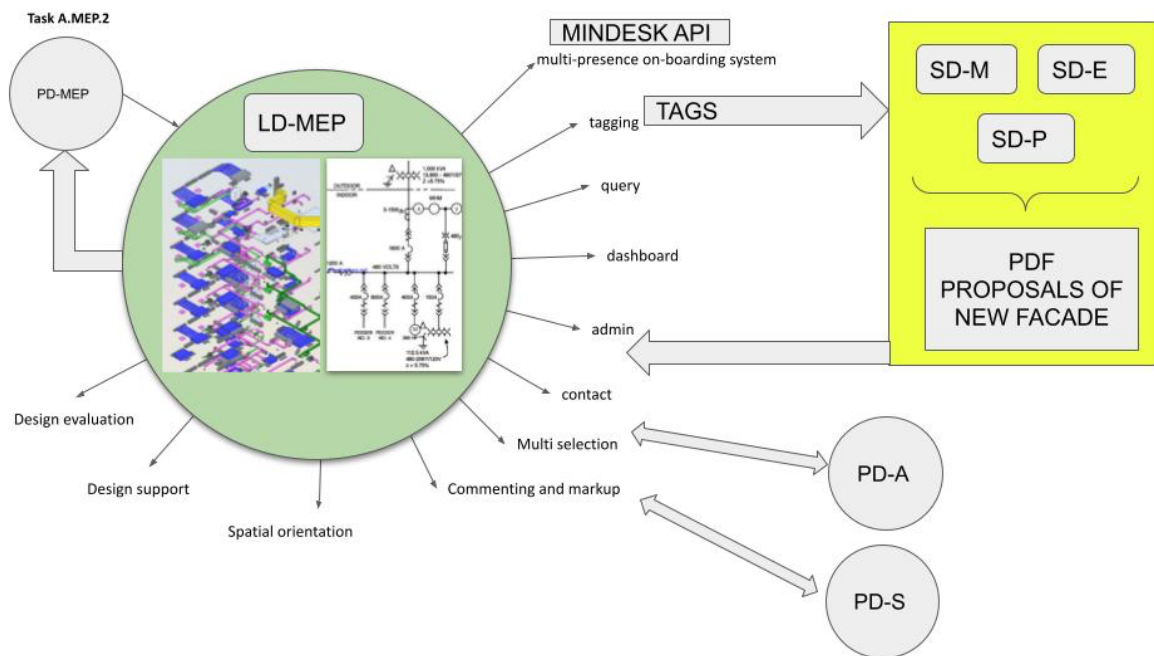 Task A.MEP.2
PD-MEP
LD-MEP
MINDESK API
multi-presence on-boarding system
tagging
TAGS
query
dashboard
admin
contact
Multi selection
Commenting and markup
Spatial orientation
Design support
Design evaluation
OUTDOOR
INDOOR
1600 A
480 VOLTS
SD-M
SD-E
SD-P
PDF
PROPOSALS OF
NEW FACADE
PD-A
PD-S